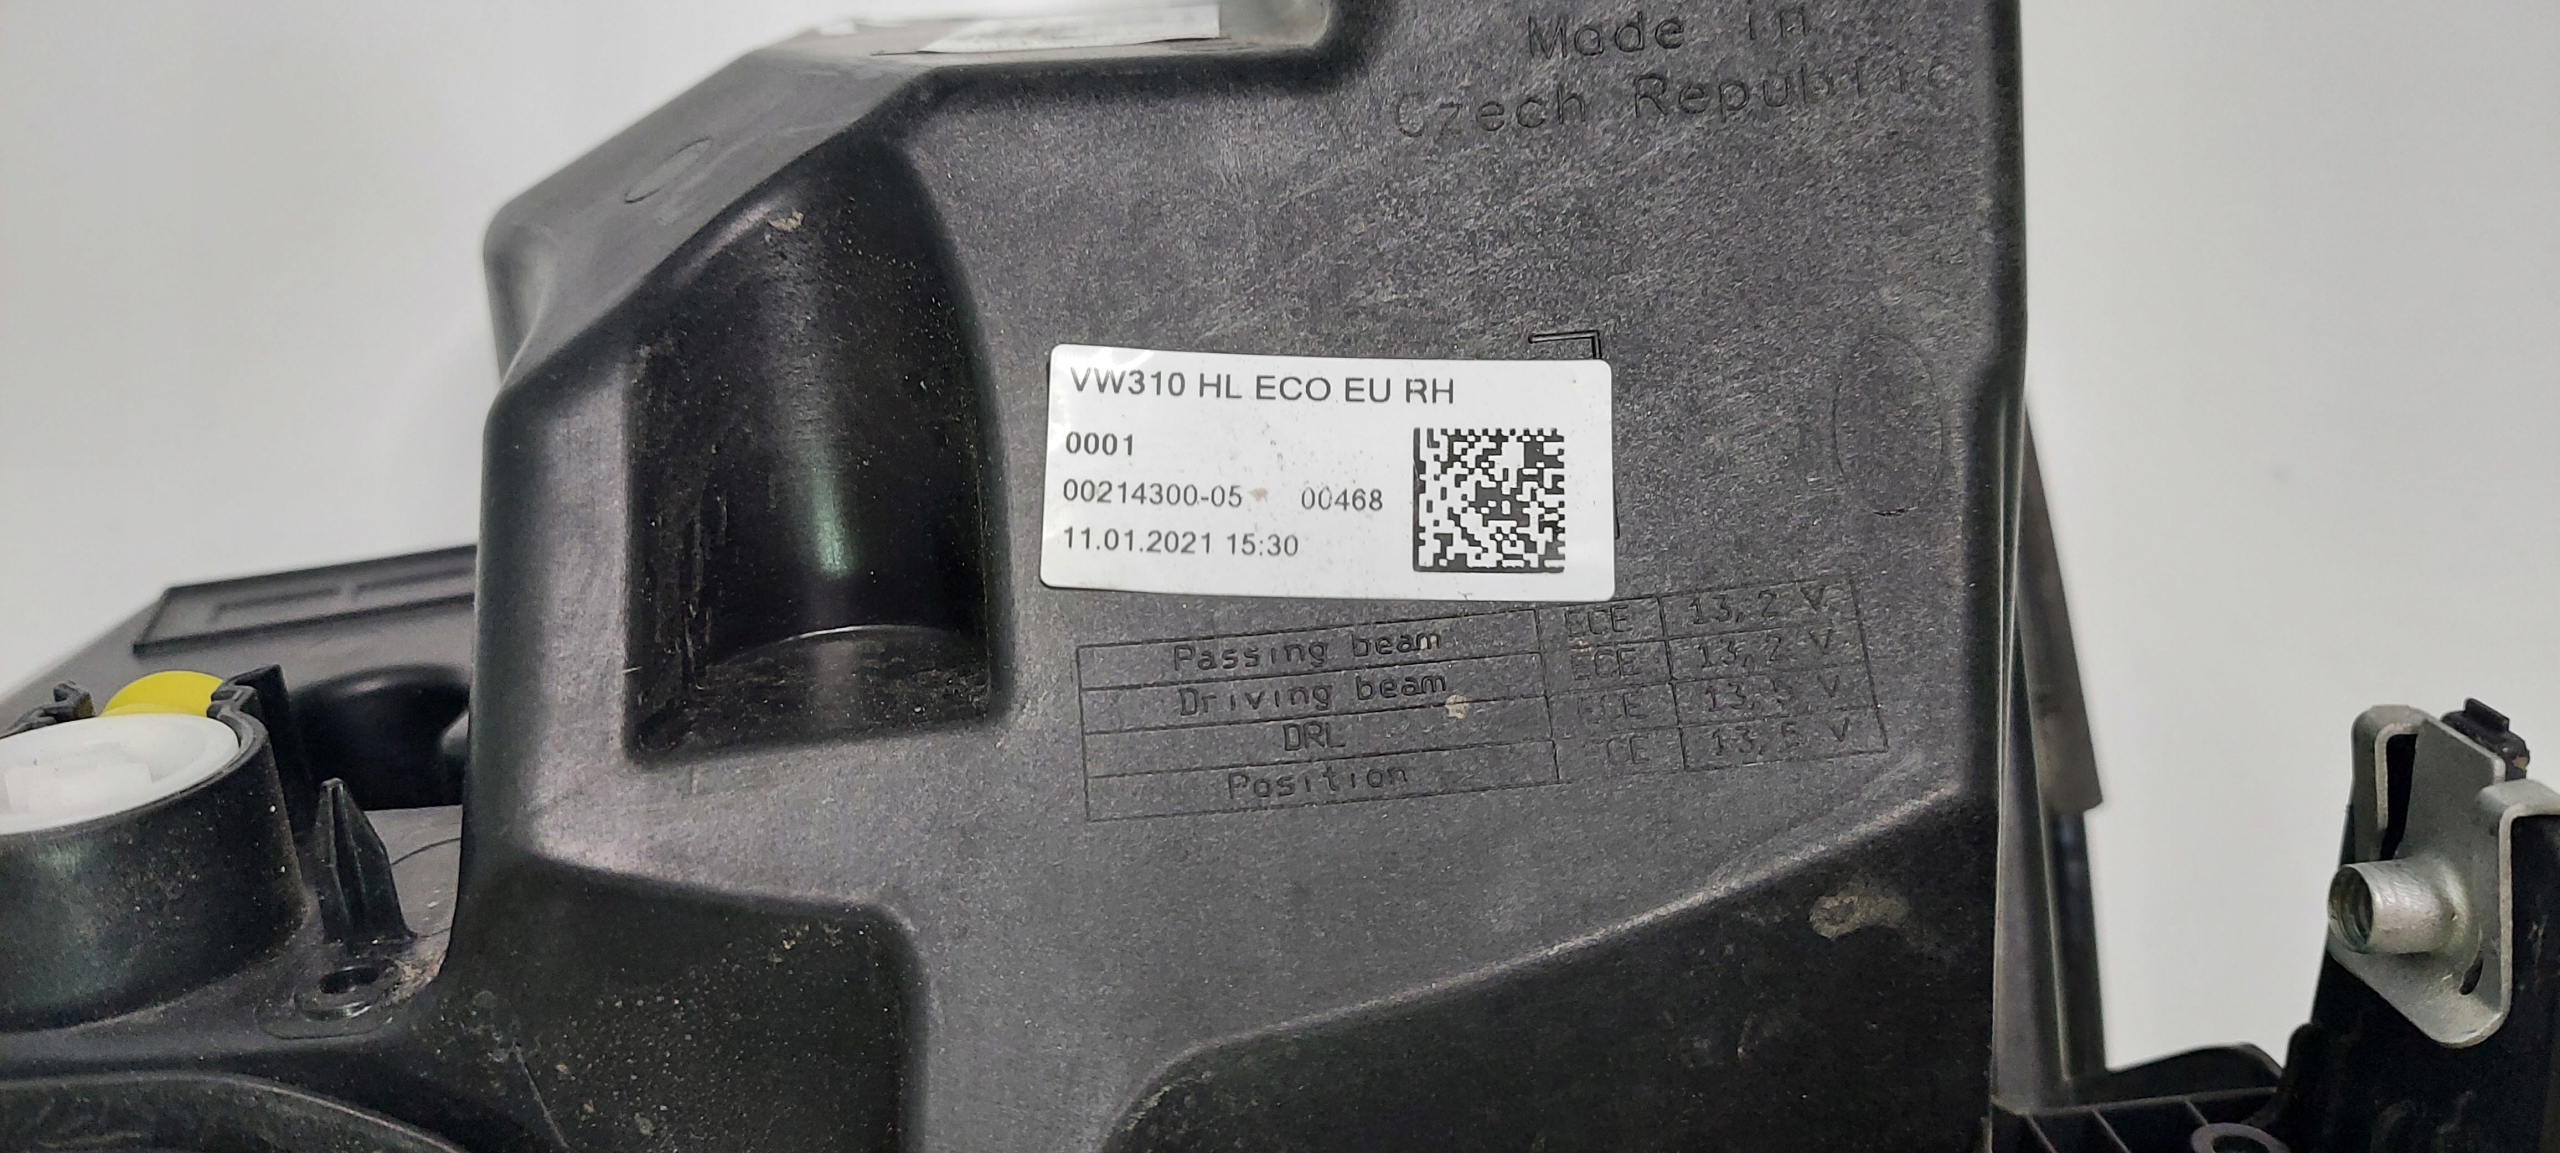 Made in
Czech Republic
VW310 HL ECO EU RH
0001
00214300-05 00468
11.01.2021 15:30
Passing beam ECE 13,2 V
Driving beam ECE 13,2 V
DRL ECE 13,5 V
Position ECE 13,5 V